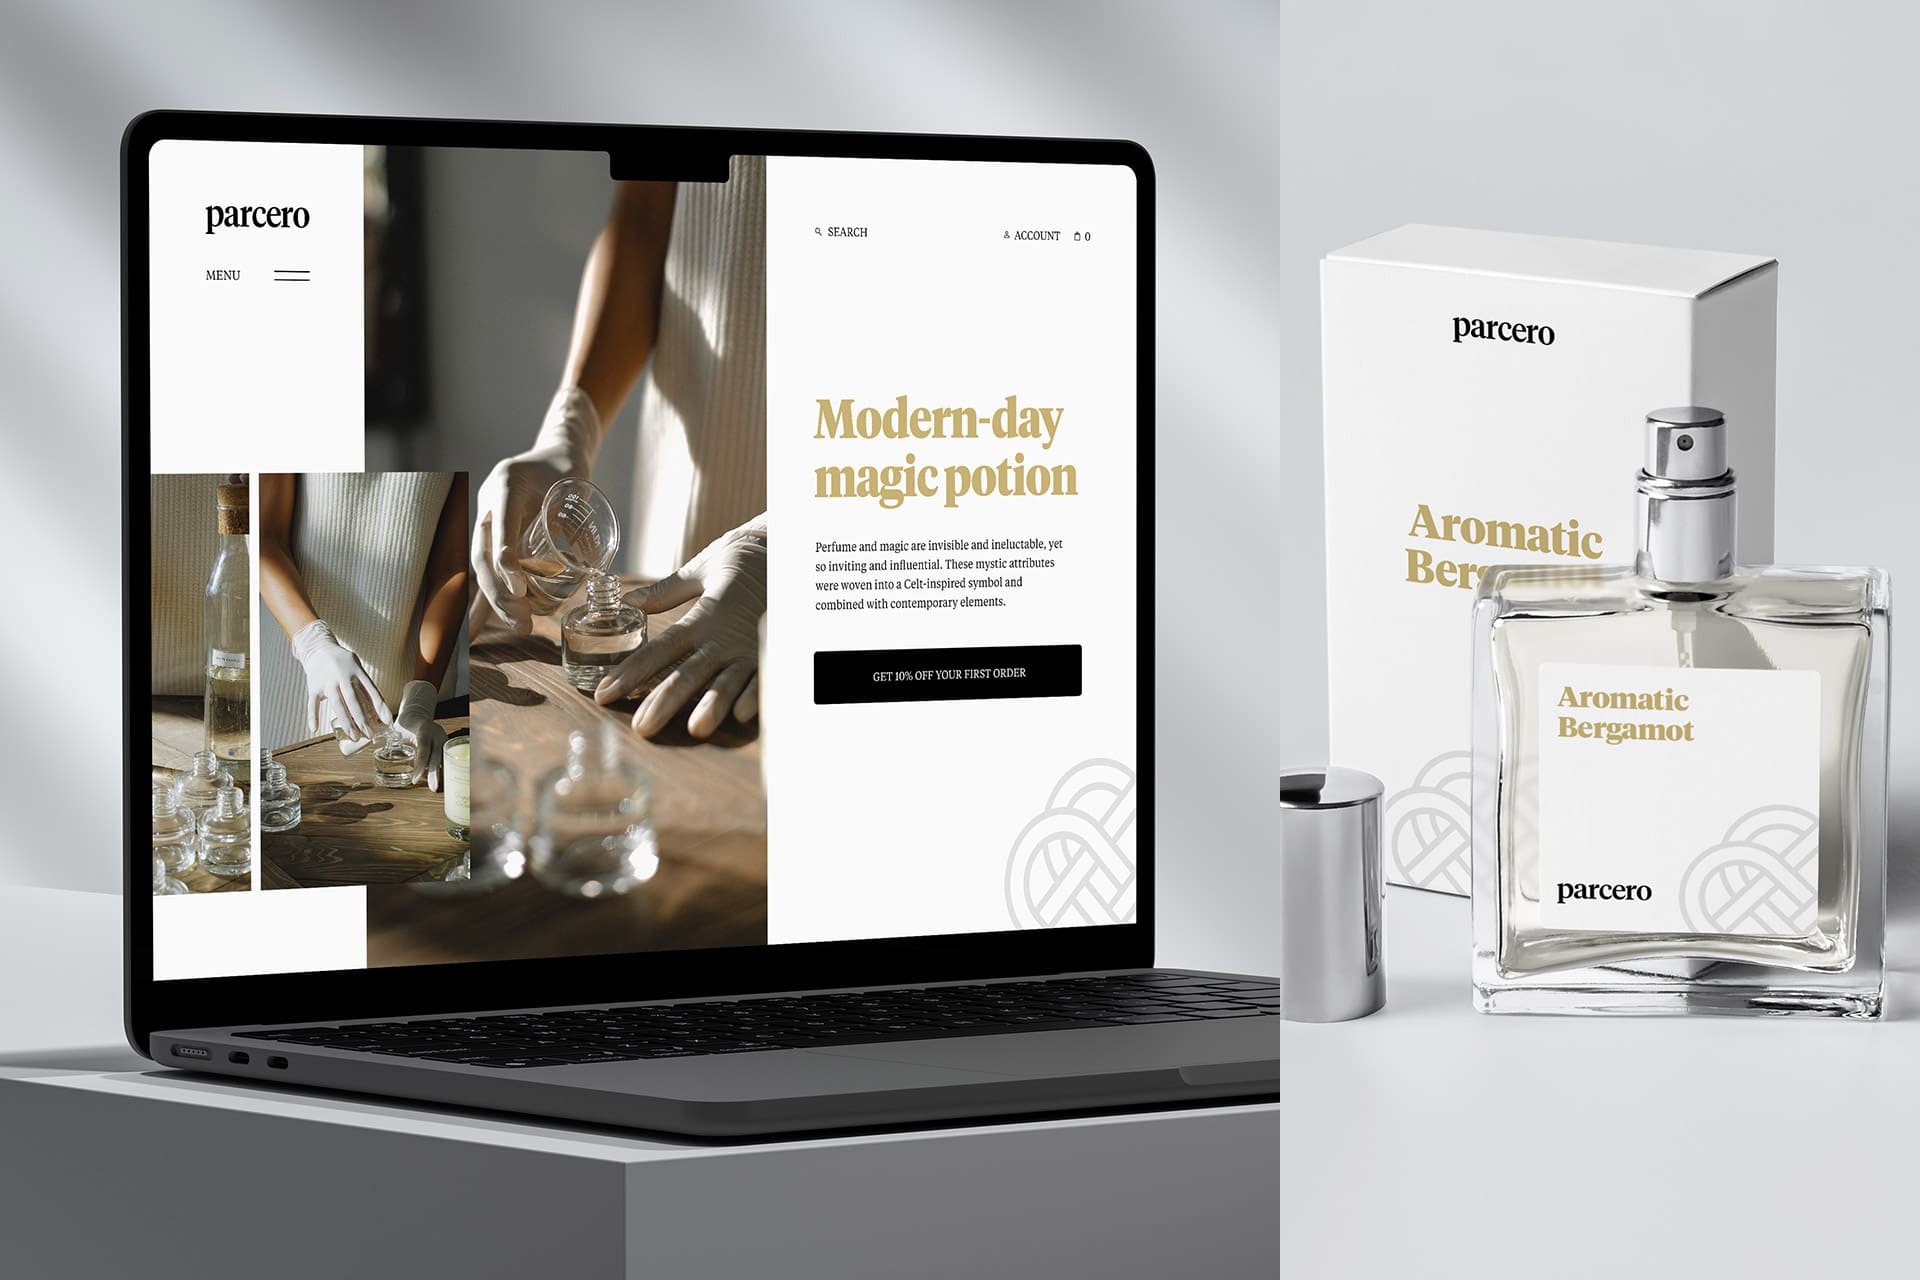 parcero
MENU
SEARCH
ACCOUNT
0
Modern-day
magic potion
Perfume and magic are invisible and ineluctable, yet
so inviting and influential. These mystic attributes
were woven into a Celt-inspired symbol and
combined with contemporary elements.
GET 10% OFF YOUR FIRST ORDER
parcero
Aromatic
Aromatic
Bergamot
parcero